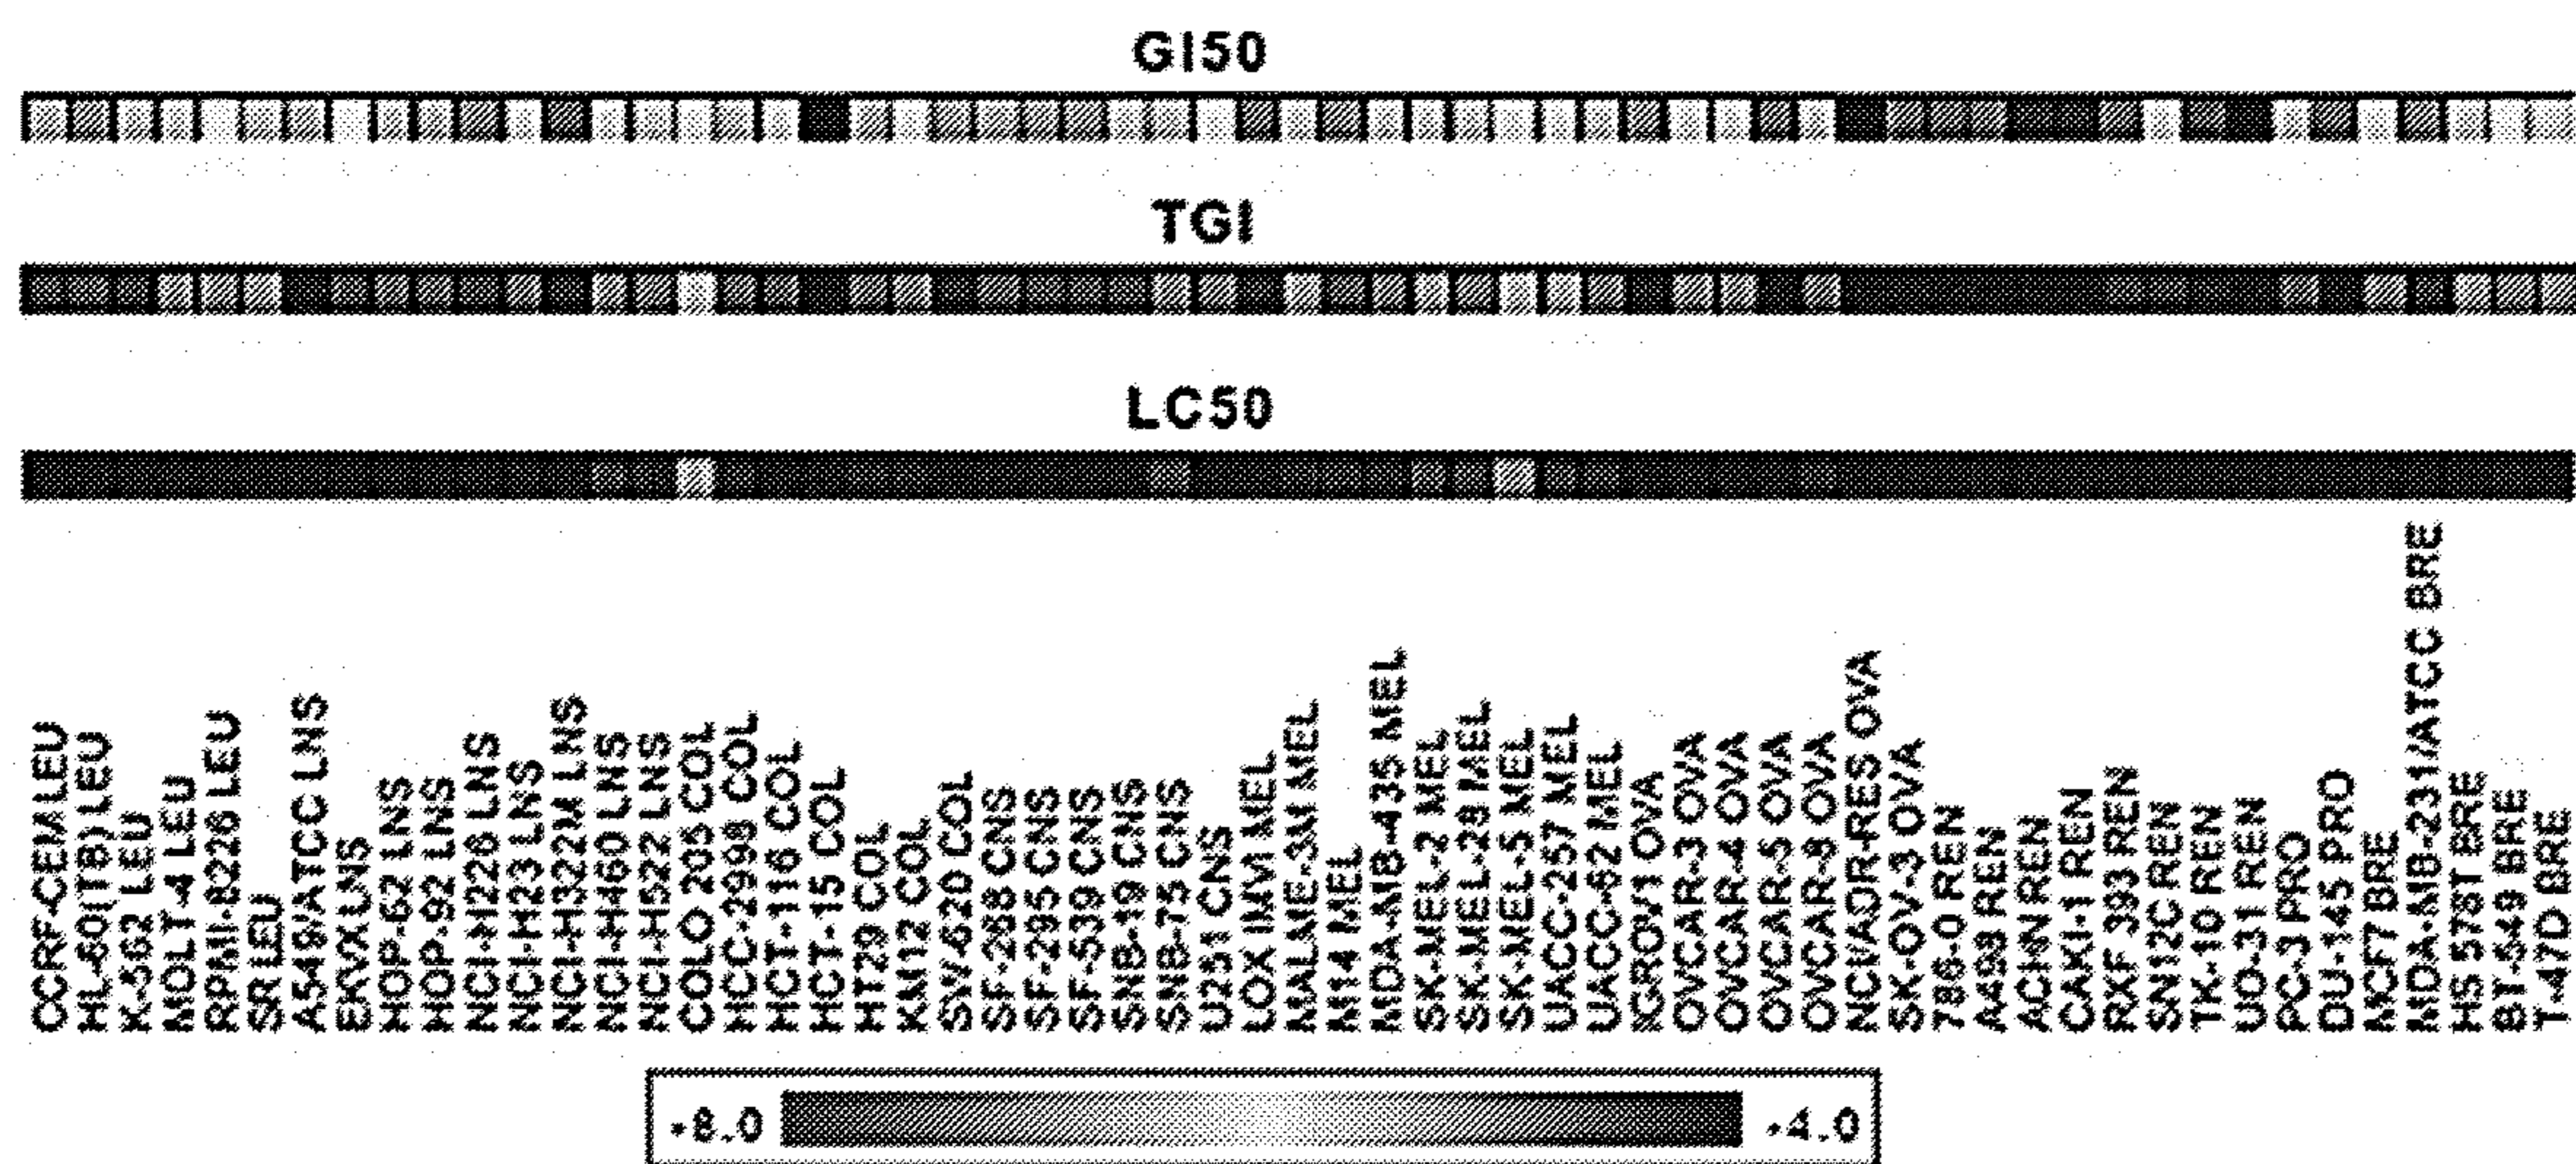 GI50
TGI
LC50
CCRF-CEM LEU
HL-60(TB) LEU
K-562 LEU
MOLT-4 LEU
RPMI-8226 LEU
SR LEU
A549/ATCC LNS
EKVX LNS
HOP-62 LNS
HOP-92 LNS
NCI-H226 LNS
NCI-H23 LNS
NCI-H322M LNS
NCI-H460 LNS
NCI-H522 LNS
COLO 205 COL
HCC-2998 COL
HCT-116 COL
HCT-15 COL
HT29 COL
KM12 COL
SW-620 COL
SF-268 CNS
SF-295 CNS
SF-539 CNS
SNB-19 CNS
SNB-75 CNS
U251 CNS
LOX IMVI MEL
MALME-3M MEL
M14 MEL
MDA-MB-435 MEL
SK-MEL-2 MEL
SK-MEL-28 MEL
SK-MEL-5 MEL
UACC-257 MEL
UACC-62 MEL
IGROV1 OVA
OVCAR-3 OVA
OVCAR-4 OVA
OVCAR-5 OVA
OVCAR-8 OVA
NCI/ADR-RES OVA
SK-OV-3 OVA
786-0 REN
A498 REN
ACHN REN
CAKI-1 REN
RXF 393 REN
SN12C REN
TK-10 REN
UO-31 REN
PC-3 PRO
DU-145 PRO
MCF7 BRE
MDA-MB-231/ATCC BRE
HS 578T BRE
BT-549 BRE
T-47D BRE
-8.0 -4.0